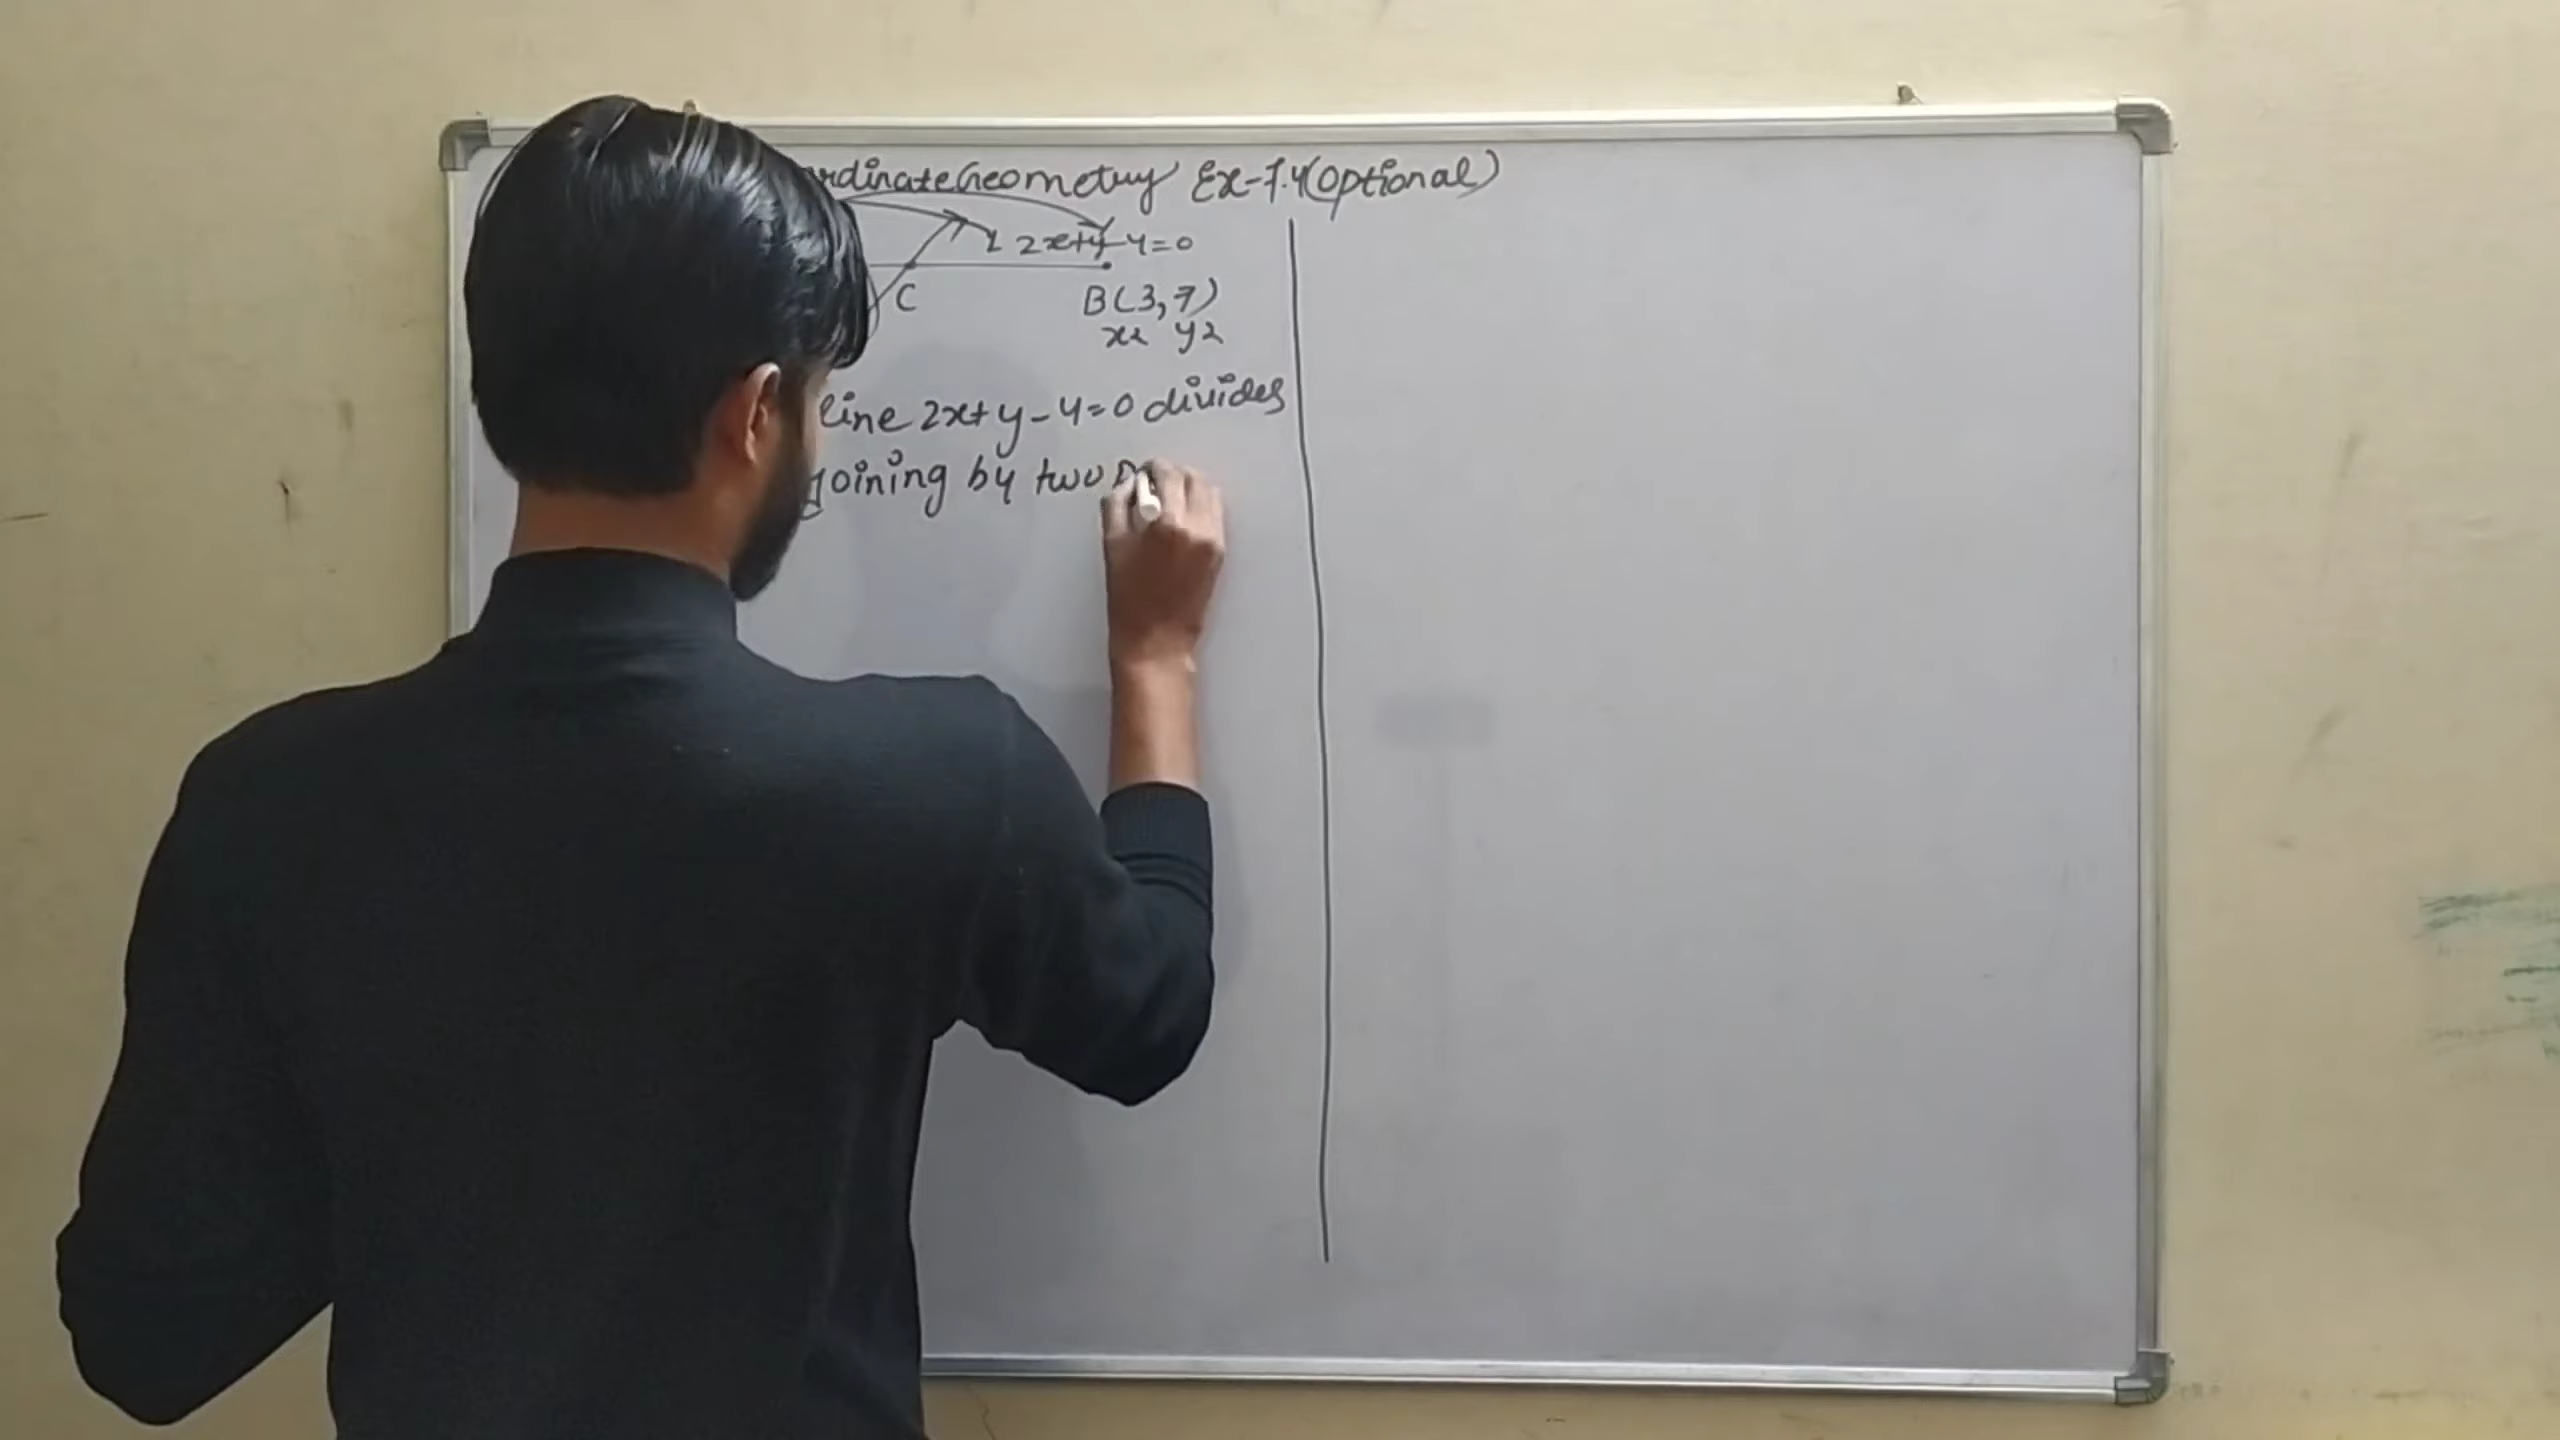 ordinate Geometry Ex-7.4(optional)
2x+y-4=0
C
B(3,7)
x2 y2
line 2x+y-4=0 divides
joining by two